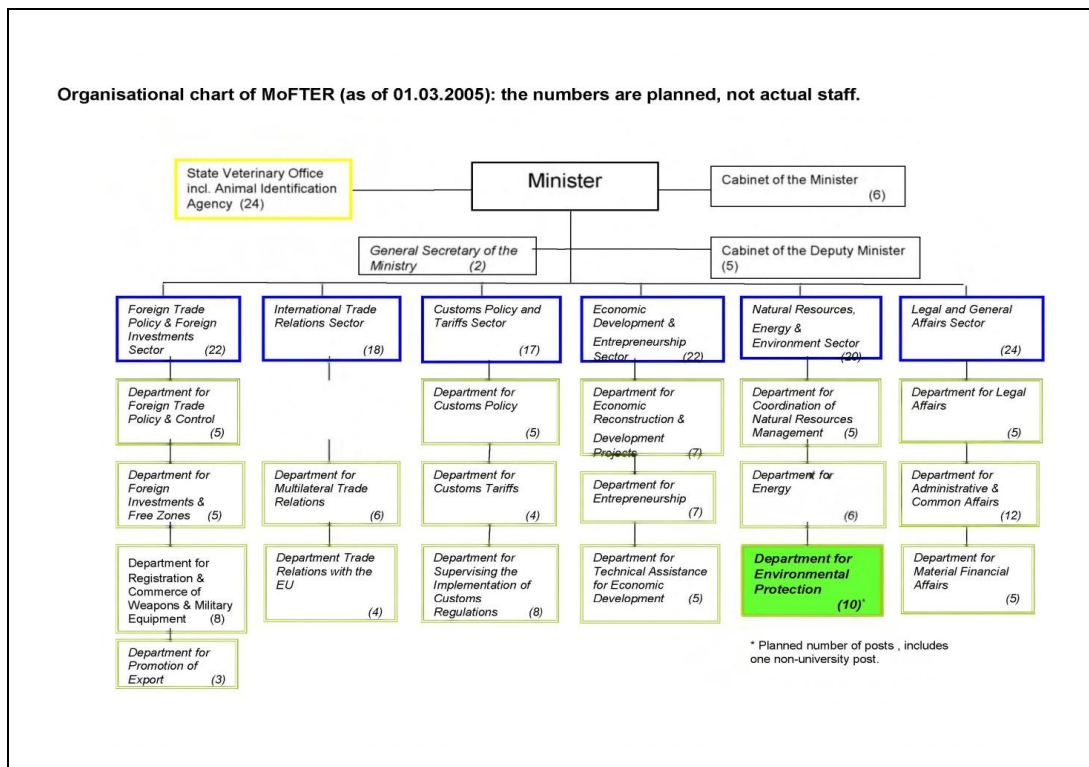 Organisational chart of MoFTER (as of 01.03.2005): the numbers are planned, not actual staff.
State Veterinary Office
incl. Animal Identification
Agency (24)
Minister
Cabinet of the Minister
(6)
General Secretary of the
Ministry (2)
Cabinet of the Deputy Minister
(5)
Foreign Trade
Policy & Foreign
Investments
Sector (22)
International Trade
Relations Sector
(18)
Customs Policy and
Tariffs Sector
(17)
Economic
Development &
Entrepreneurship
Sector (22)
Natural Resources,
Energy &
Environment Sector
(20)
Legal and General
Affairs Sector
(24)
Department for
Foreign Trade
Policy & Control
(5)
Department for
Customs Policy
(5)
Department for
Economic
Reconstruction &
Development
Projects (7)
Department for
Coordination of
Natural Resources
Management (5)
Department for Legal
Affairs
(5)
Department for
Foreign
Investments &
Free Zones (5)
Department for
Multilateral Trade
Relations
(6)
Department for
Customs Tariffs
(4)
Department for
Entrepreneurship
(7)
Department for
Energy
(6)
Department for
Administrative &
Common Affairs
(12)
Department for
Registration &
Commerce of
Weapons & Military
Equipment (8)
Department Trade
Relations with the
EU
(4)
Department for
Supervising the
Implementation of
Customs
Regulations (8)
Department for
Technical Assistance
for Economic
Development (5)
Department for
Environmental
Protection
(10)*
Department for
Material Financial
Affairs
(5)
Department for
Promotion of
Export (3)
* Planned number of posts , includes
one non-university post.